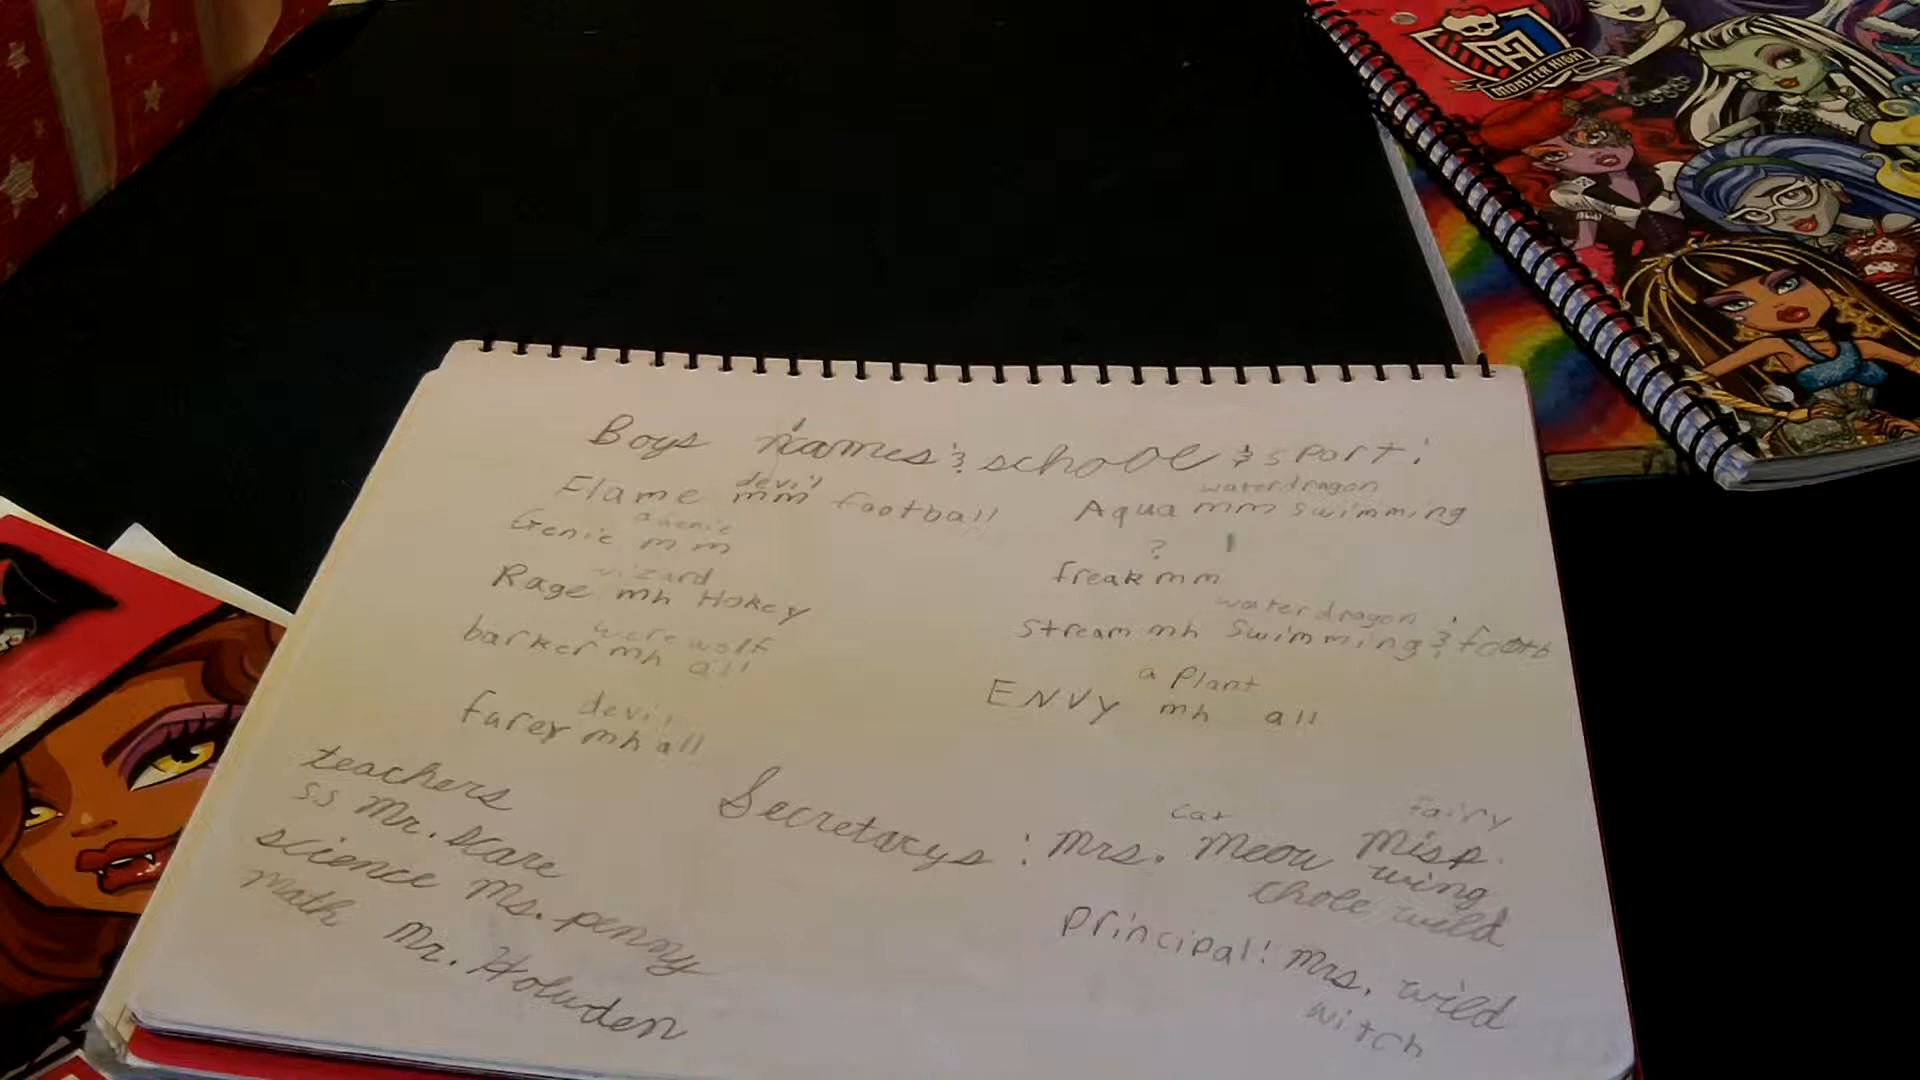 MONSTER HIGH
Boys names & school & sport:
devil
Flame mm football
a genie
Genie mm
wizard
Rage mh Hokey
werewolf
barker mh all
devil
furey mh all
waterdragon
Aqua mm swimming
?
freak mm
waterdragon
Stream mh Swimming & footb
a Plant
ENVY mh all
teachers
S.S Mr. Scare
science Ms. penny
Math Mr. Holuden
cat fairy
Secretarys: Mrs. Meow Misp.
wing
Chole wild
Principal: Mrs. wild
witch